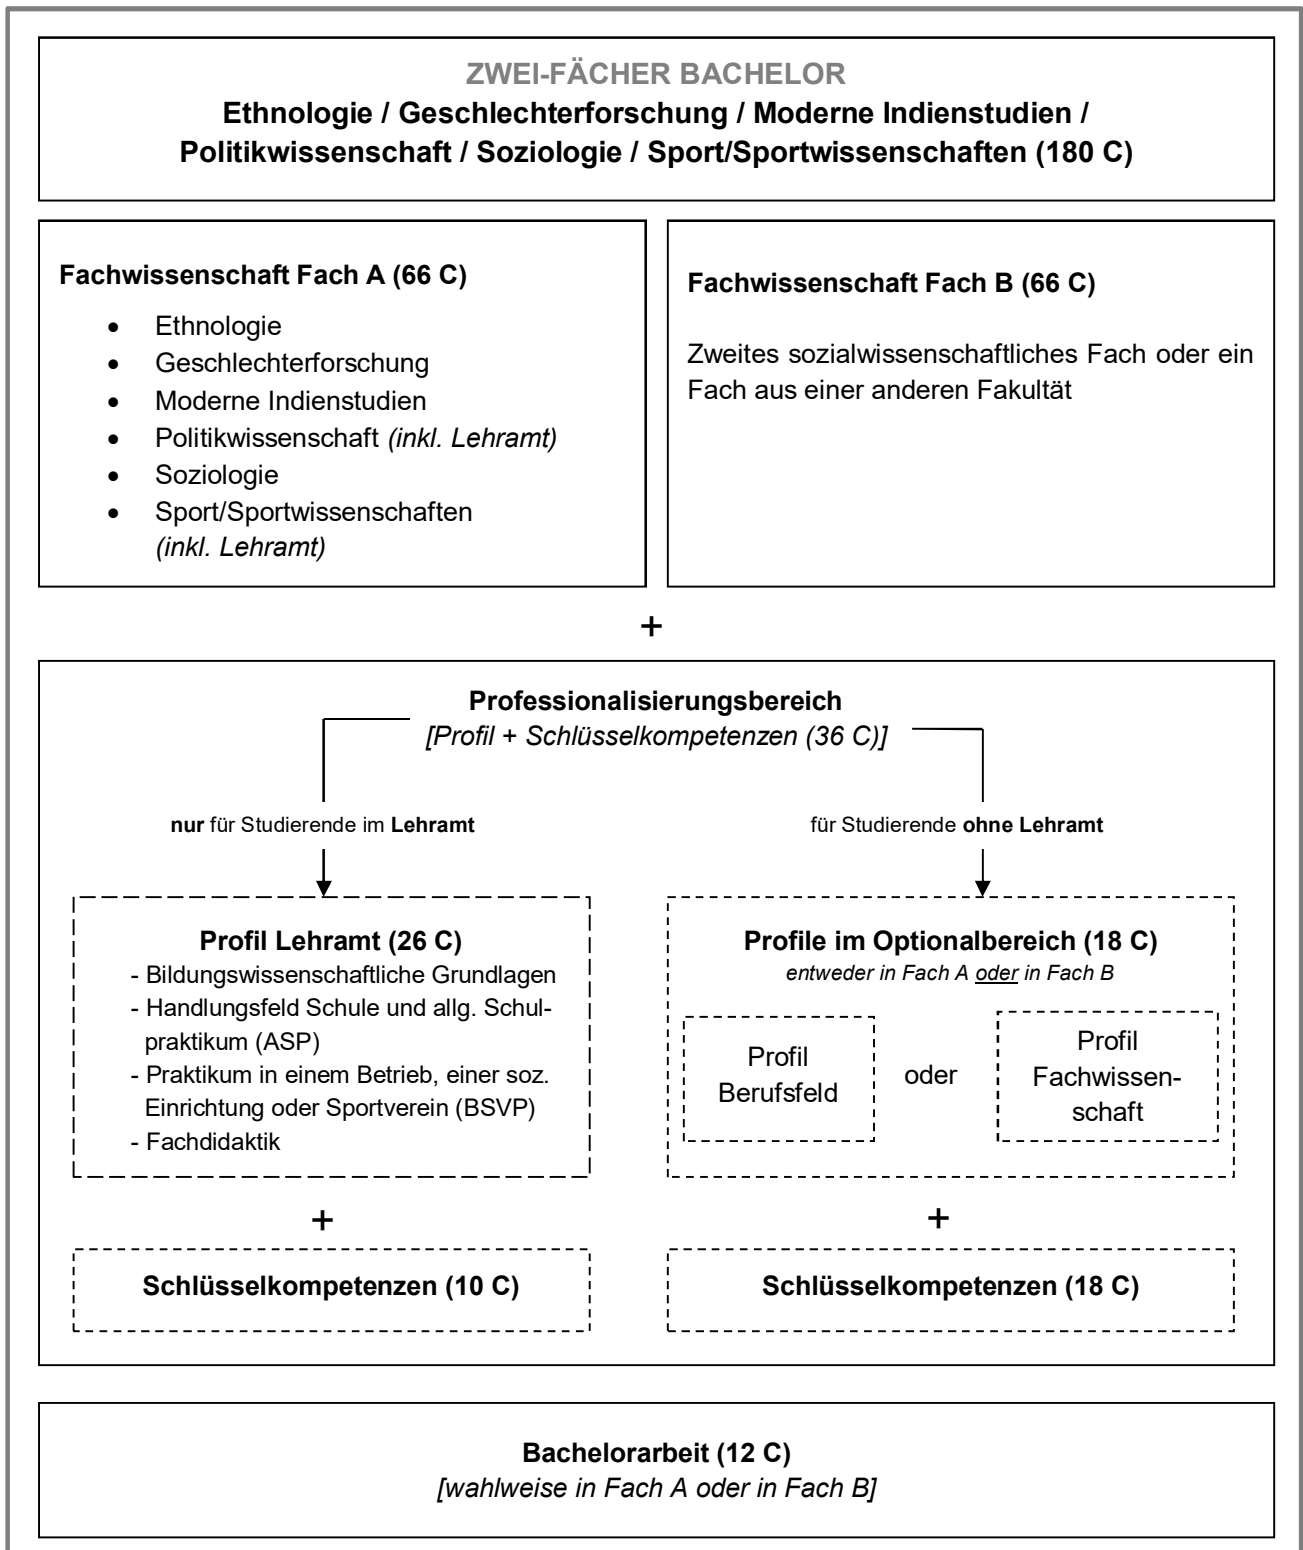 ZWEI-FÄCHER BACHELOR
Ethnologie / Geschlechterforschung / Moderne Indienstudien /
Politikwissenschaft / Soziologie / Sport/Sportwissenschaften (180 C)
Fachwissenschaft Fach A (66 C)
• Ethnologie
• Geschlechterforschung
• Moderne Indienstudien
• Politikwissenschaft (inkl. Lehramt)
• Soziologie
• Sport/Sportwissenschaften
(inkl. Lehramt)
Fachwissenschaft Fach B (66 C)
Zweites sozialwissenschaftliches Fach oder ein
Fach aus einer anderen Fakultät
+
Professionalisierungsbereich
[Profil + Schlüsselkompetenzen (36 C)]
nur für Studierende im Lehramt
für Studierende ohne Lehramt
Profil Lehramt (26 C)
- Bildungswissenschaftliche Grundlagen
- Handlungsfeld Schule und allg. Schul-
praktikum (ASP)
- Praktikum in einem Betrieb, einer soz.
Einrichtung oder Sportverein (BSVP)
- Fachdidaktik
+
Schlüsselkompetenzen (10 C)
Profile im Optionalbereich (18 C)
entweder in Fach A oder in Fach B
Profil
Berufsfeld
oder
Profil
Fachwissen-
schaft
+
Schlüsselkompetenzen (18 C)
Bachelorarbeit (12 C)
[wahlweise in Fach A oder in Fach B]